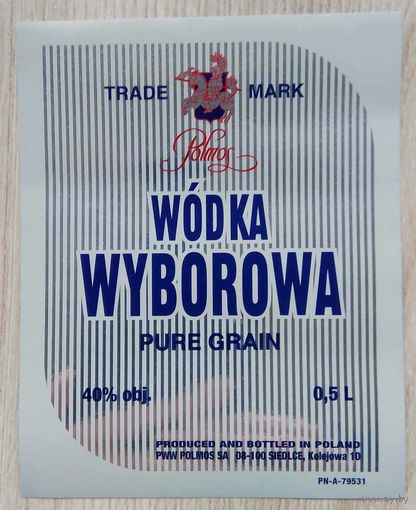 TRADE MARK
Polmos
WÓDKA
WYBOROWA
PURE GRAIN
40% obj. 0,5 L
PRODUCED AND BOTTLED IN POLAND
PWW POLMOS SA 08-100 SIEDLCE, Kolejowa 10
PN-A-79531